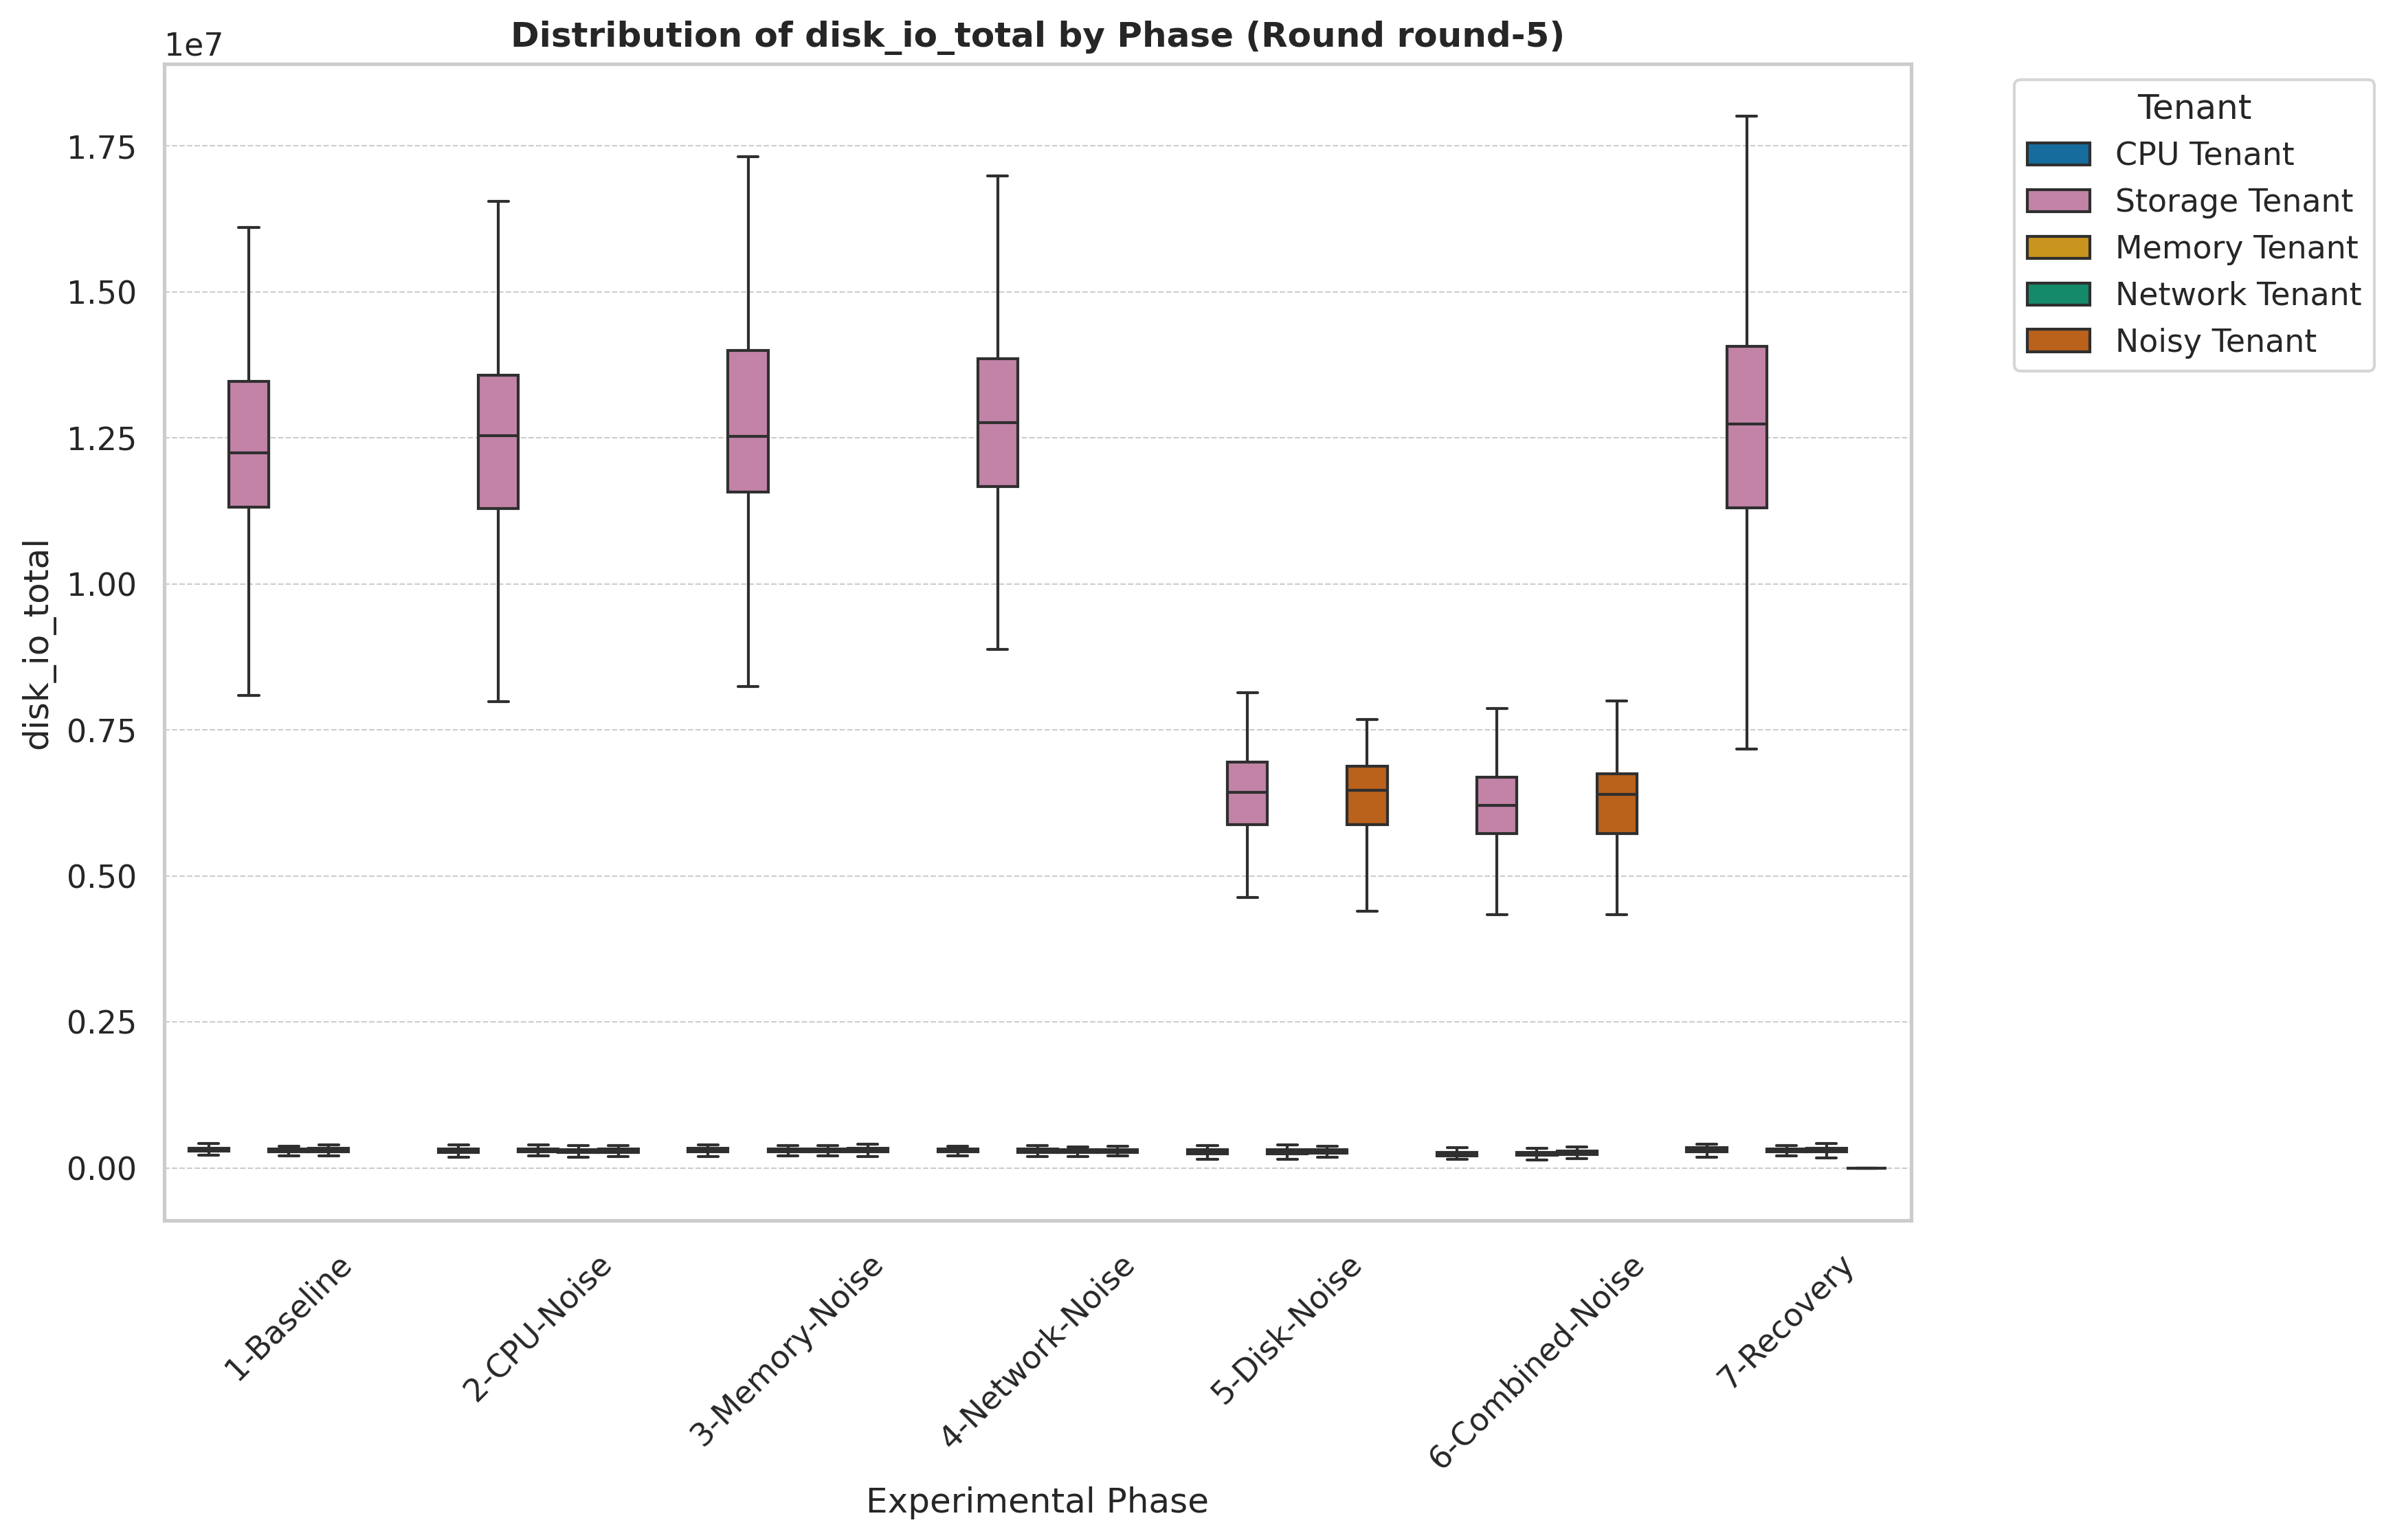 Distribution of disk_io_total by Phase (Round round-5)
1e7
1.75
1.50
1.25
1.00
0.75
0.50
0.25
0.00
disk_io_total
1-Baseline
2-CPU-Noise
3-Memory-Noise
4-Network-Noise
5-Disk-Noise
6-Combined-Noise
7-Recovery
Experimental Phase
Tenant
CPU Tenant
Storage Tenant
Memory Tenant
Network Tenant
Noisy Tenant